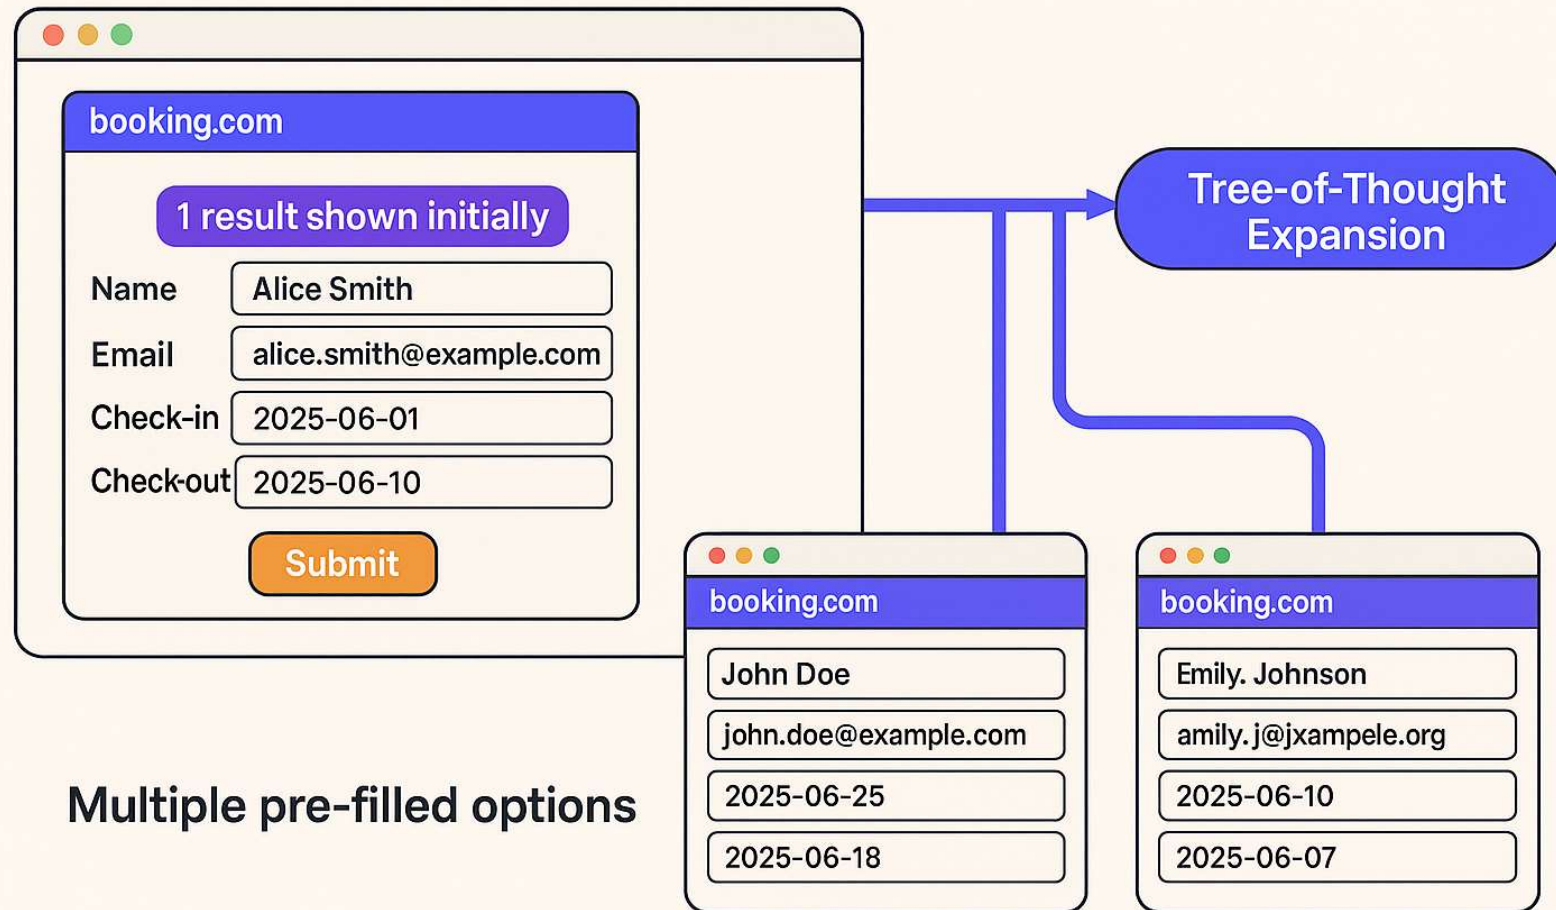 booking.com
1 result shown initially
Name
Alice Smith
Email
alice.smith@example.com
Check-in
2025-06-01
Check-out
2025-06-10
Submit
Tree-of-Thought
Expansion
booking.com
John Doe
john.doe@example.com
2025-06-25
2025-06-18
booking.com
Emily. Johnson
amily.j@jxampele.org
2025-06-10
2025-06-07
Multiple pre-filled options